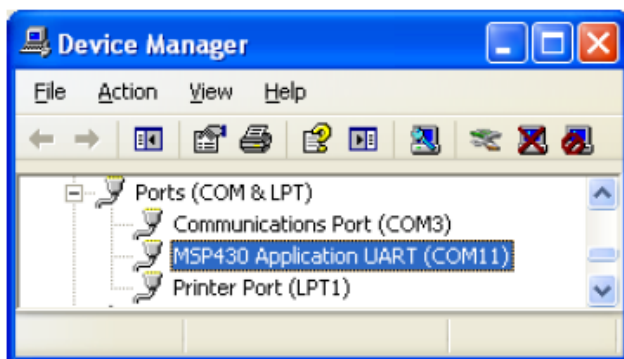 Device Manager
File Action View Help
Ports (COM & LPT)
Communications Port (COM3)
MSP430 Application UART (COM11)
Printer Port (LPT1)